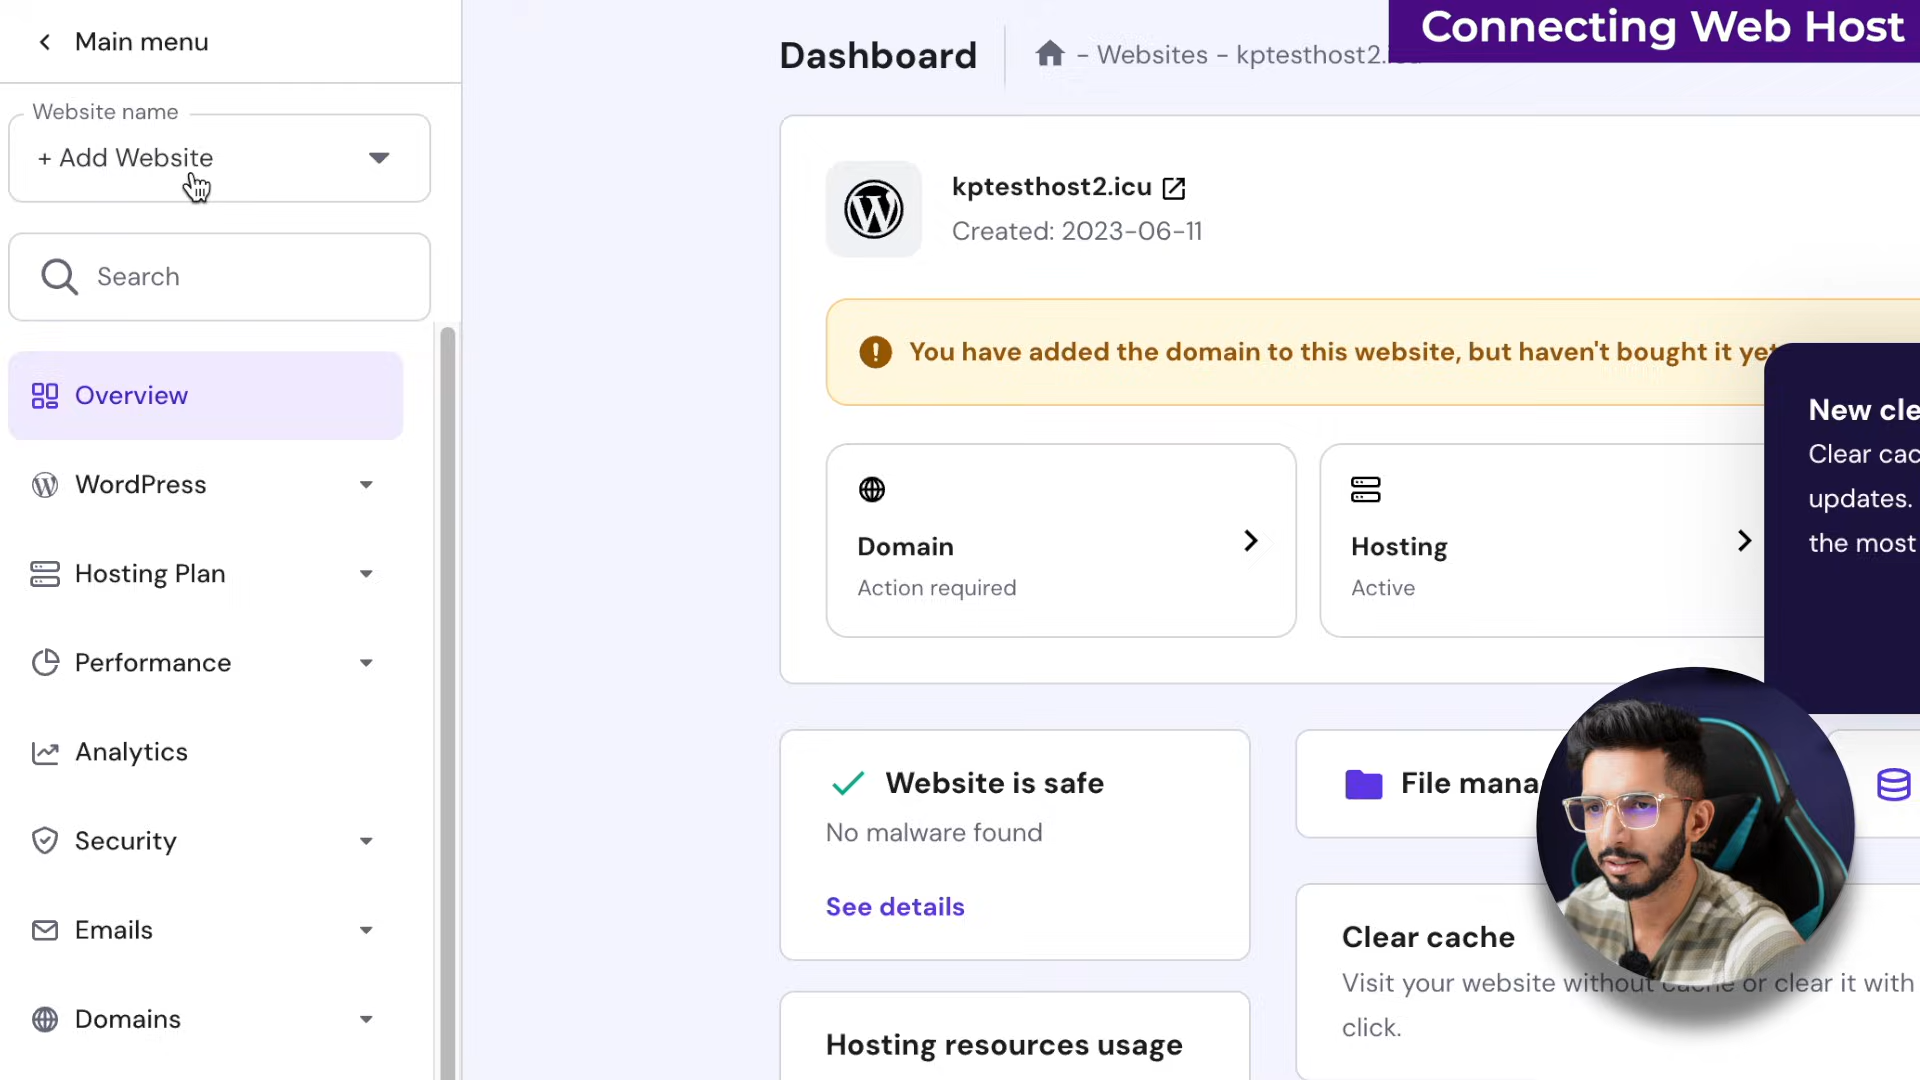 Main menu
Website name
+ Add Website
Search
Overview
WordPress
Hosting Plan
Performance
Analytics
Security
Emails
Domains
Dashboard
– Websites – kptesthost2.
Connecting Web Host
kptesthost2.icu
Created: 2023-06-11
You have added the domain to this website, but haven't bought it yet
Domain
Action required
Hosting
Active
New cle
Clear cac
updates.
the most
Website is safe
No malware found
See details
File mana
Clear cache
Visit your website without cache or clear it with
click.
Hosting resources usage